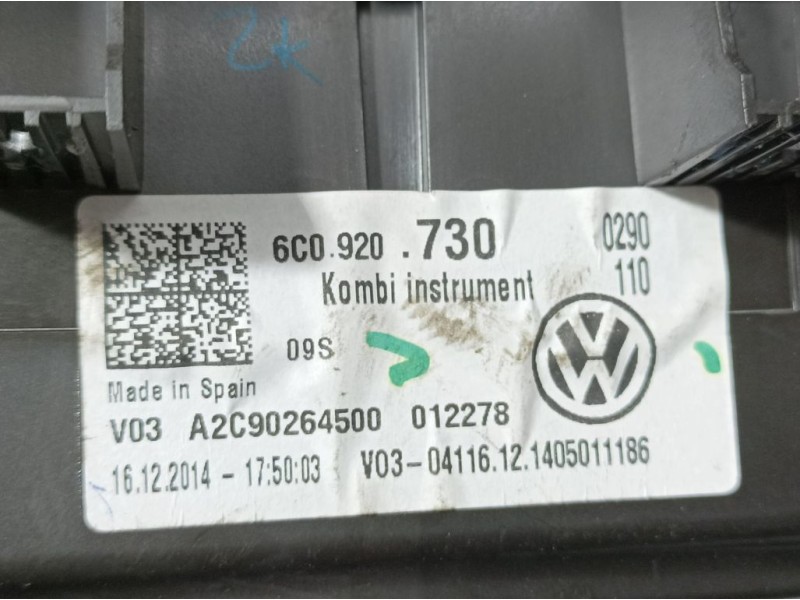 6C0.920 .730 0290
Kombi instrument 110
09S
Made in Spain
V03 A2C90264500 012278
16.12.2014 - 17:50:03 V03-04116.12.1405011186